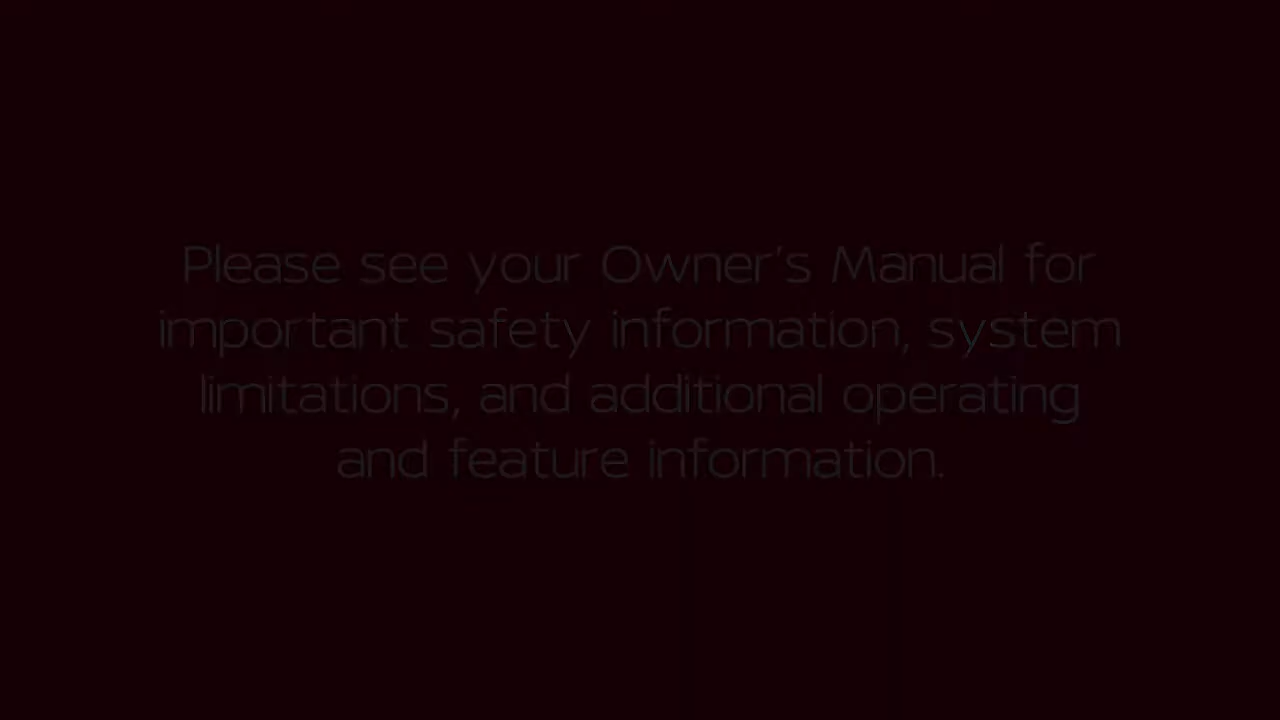 Please see your Owner's Manual for
important safety information, system
limitations, and additional operating
and feature information.